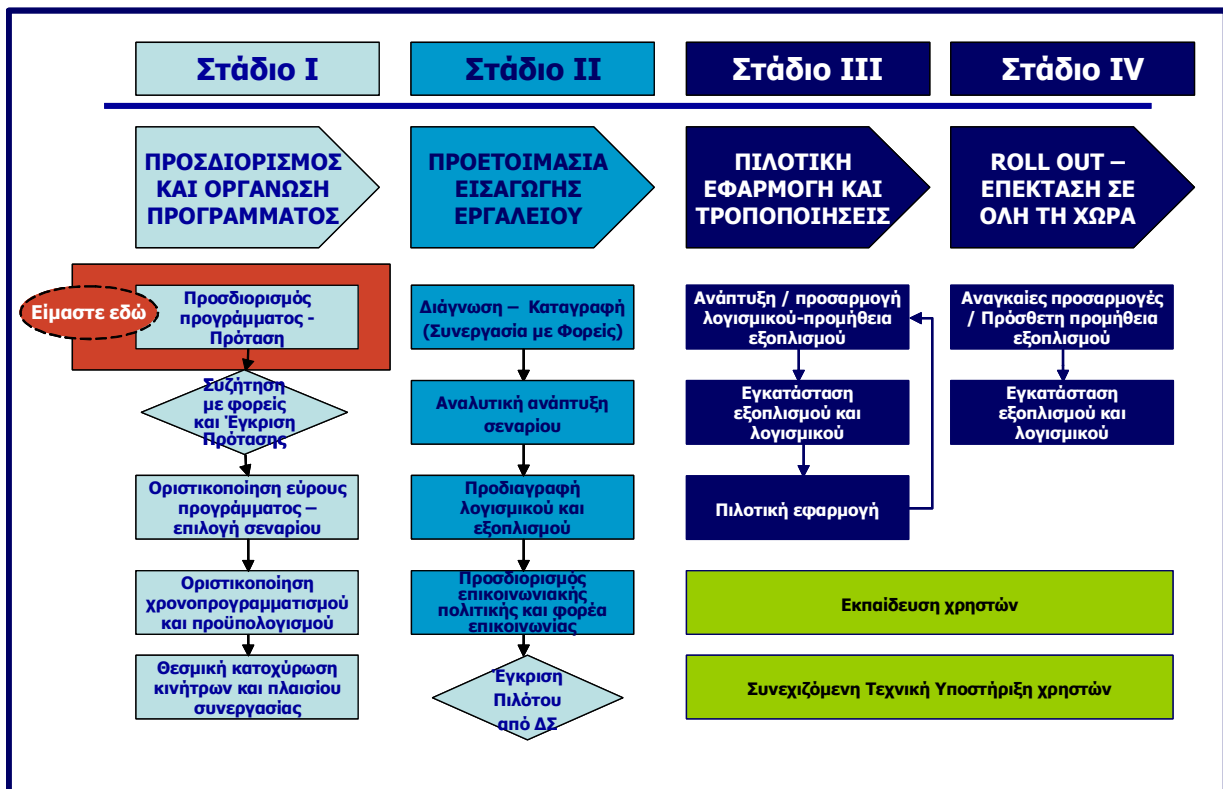 Στάδιο I
Στάδιο II
Στάδιο III
Στάδιο IV
ΠΡΟΣΔΙΟΡΙΣΜΟΣ
ΚΑΙ ΟΡΓΑΝΩΣΗ
ΠΡΟΓΡΑΜΜΑΤΟΣ
ΠΡΟΕΤΟΙΜΑΣΙΑ
ΕΙΣΑΓΩΓΗΣ
ΕΡΓΑΛΕΙΟΥ
ΠΙΛΟΤΙΚΗ
ΕΦΑΡΜΟΓΗ ΚΑΙ
ΤΡΟΠΟΠΟΙΗΣΕΙΣ
ROLL OUT –
ΕΠΕΚΤΑΣΗ ΣΕ
ΟΛΗ ΤΗ ΧΩΡΑ
Είμαστε εδώ
Προσδιορισμός
προγράμματος -
Πρόταση
Συζήτηση
με φορείς
και Έγκριση
Πρότασης
Οριστικοποίηση εύρους
προγράμματος –
επιλογή σεναρίου
Οριστικοποίηση
χρονοπρογραμματισμού
και προϋπολογισμού
Θεσμική κατοχύρωση
κινήτρων και πλαισίου
συνεργασίας
Διάγνωση – Καταγραφή
(Συνεργασία με Φορείς)
Αναλυτική ανάπτυξη
σεναρίου
Προδιαγραφή
λογισμικού και
εξοπλισμού
Προσδιορισμός
επικοινωνιακής
πολιτικής και φορέα
επικοινωνίας
Έγκριση
Πιλότου
από ΔΣ
Ανάπτυξη / προσαρμογή
λογισμικού-προμήθεια
εξοπλισμού
Εγκατάσταση
εξοπλισμού και
λογισμικού
Πιλοτική εφαρμογή
Αναγκαίες προσαρμογές
/ Πρόσθετη προμήθεια
εξοπλισμού
Εγκατάσταση
εξοπλισμού και
λογισμικού
Εκπαίδευση χρηστών
Συνεχιζόμενη Τεχνική Υποστήριξη χρηστών